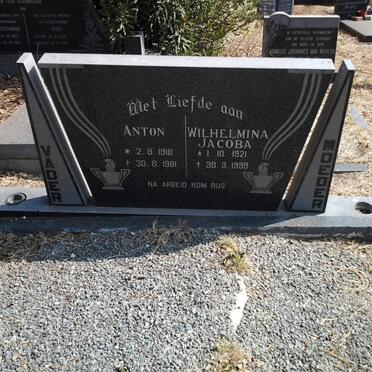 Met Liefde aan
VADER
ANTON
* 2. 8. 1918
+ 30. 8. 1981
WILHELMINA
JACOBA
* 1. 10. 1921
+ 30. 3. 1999
MOEDER
NA ARBEID KOM RUS